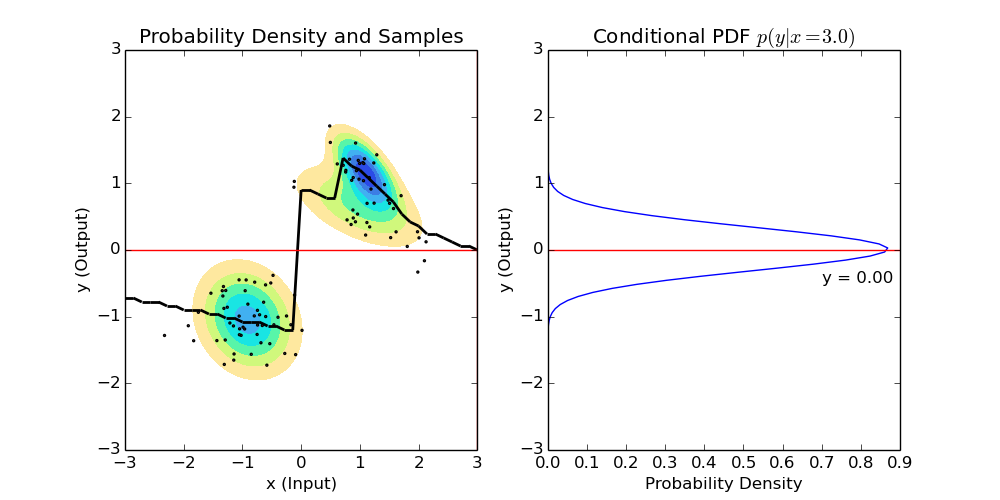 Probability Density and Samples
3
2
1
0
−1
−2
−3
−3 −2 −1 0 1 2 3
x (Input)
y (Output)
Conditional PDF p(y|x=3.0)
3
2
1
0
−1
−2
−3
y = 0.00
0.0 0.1 0.2 0.3 0.4 0.5 0.6 0.7 0.8 0.9
Probability Density
y (Output)